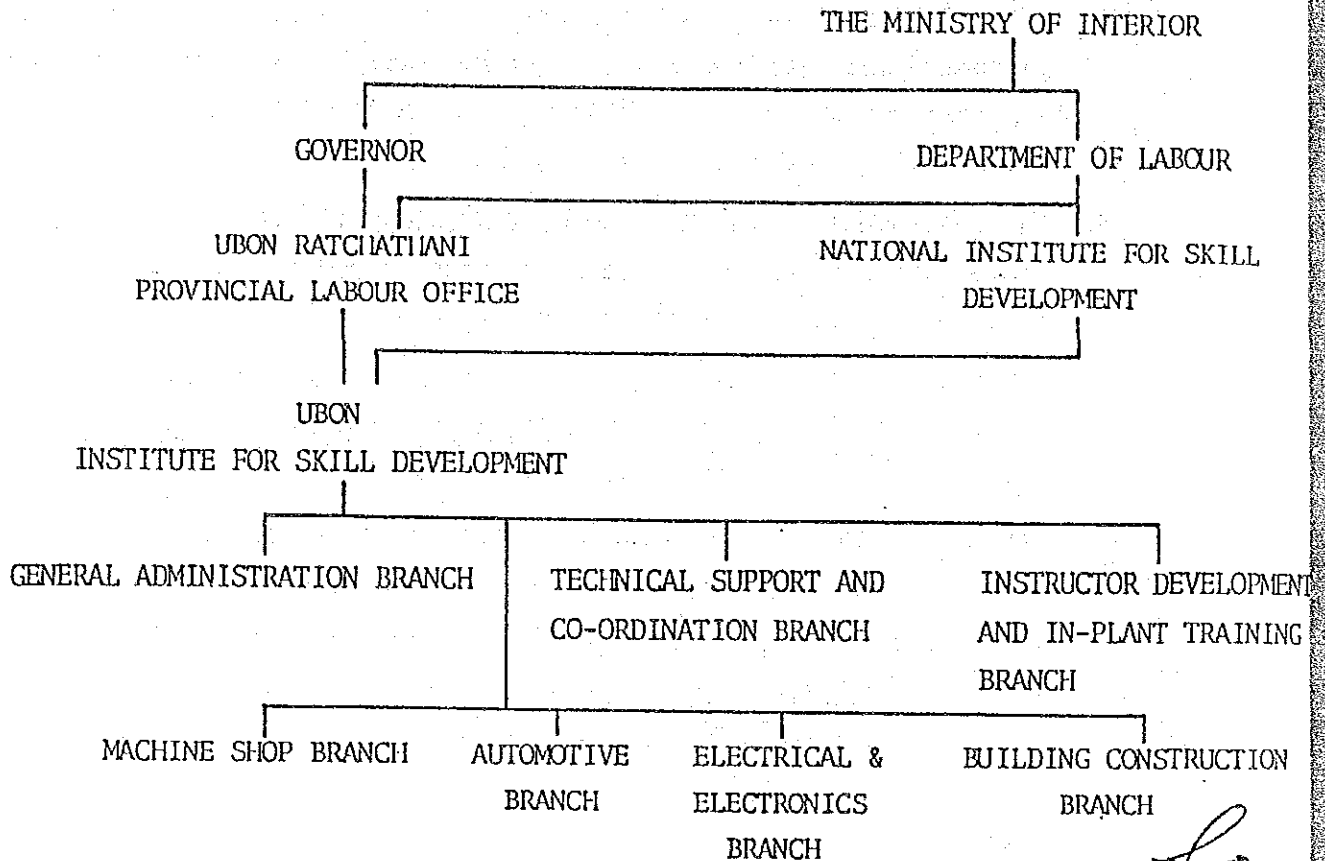 THE MINISTRY OF INTERIOR
GOVERNOR
DEPARTMENT OF LABOUR
UBON RATCHATHANI
PROVINCIAL LABOUR OFFICE
NATIONAL INSTITUTE FOR SKILL
DEVELOPMENT
UBON
INSTITUTE FOR SKILL DEVELOPMENT
GENERAL ADMINISTRATION BRANCH
TECHNICAL SUPPORT AND
CO-ORDINATION BRANCH
INSTRUCTOR DEVELOPMENT
AND IN-PLANT TRAINING
BRANCH
MACHINE SHOP BRANCH
AUTOMOTIVE
BRANCH
ELECTRICAL &
ELECTRONICS
BRANCH
BUILDING CONSTRUCTION
BRANCH